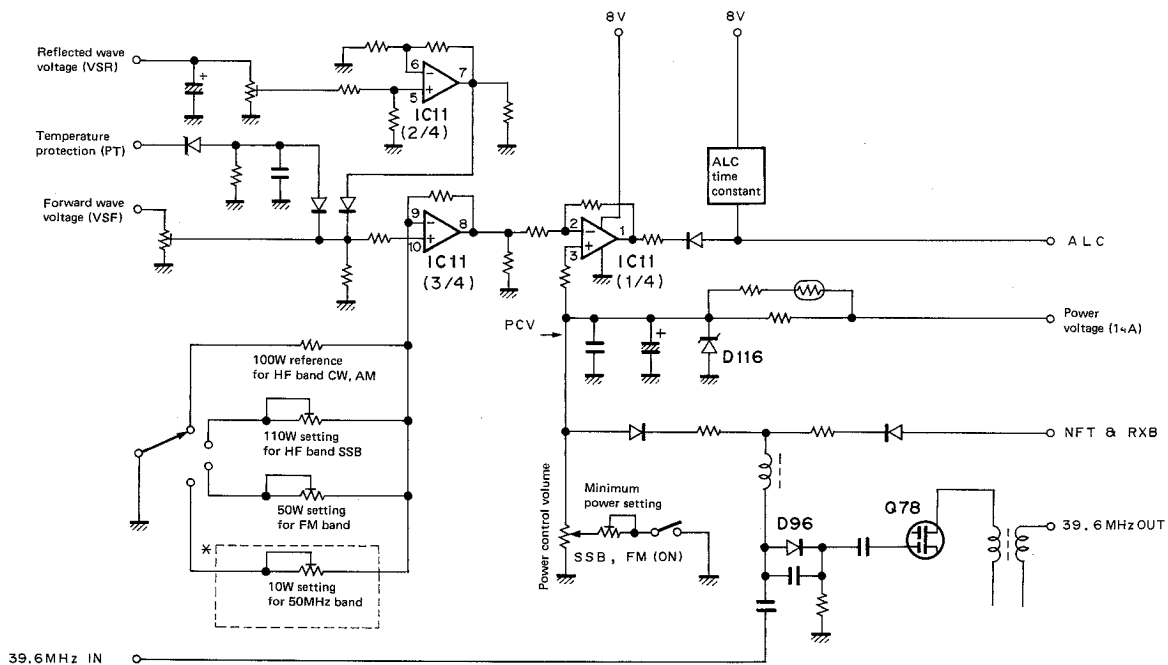 8V
8V
Reflected wave
voltage (VSR)
+
6
7
5
IC11
(2/4)
Temperature
protection (PT)
ALC
time
constant
Forward wave
voltage (VSF)
9
8
10
IC11
(3/4)
2
1
3
IC11
(1/4)
ALC
PCV
+
D116
Power
voltage (14A)
100W reference
for HF band CW, AM
110W setting
for HF band SSB
NFT & RXB
50W setting
for FM band
Power control volume
Minimum
power setting
SSB, FM (ON)
D96
Q78
39.6MHz OUT
*
10W setting
for 50MHz band
39.6MHz IN